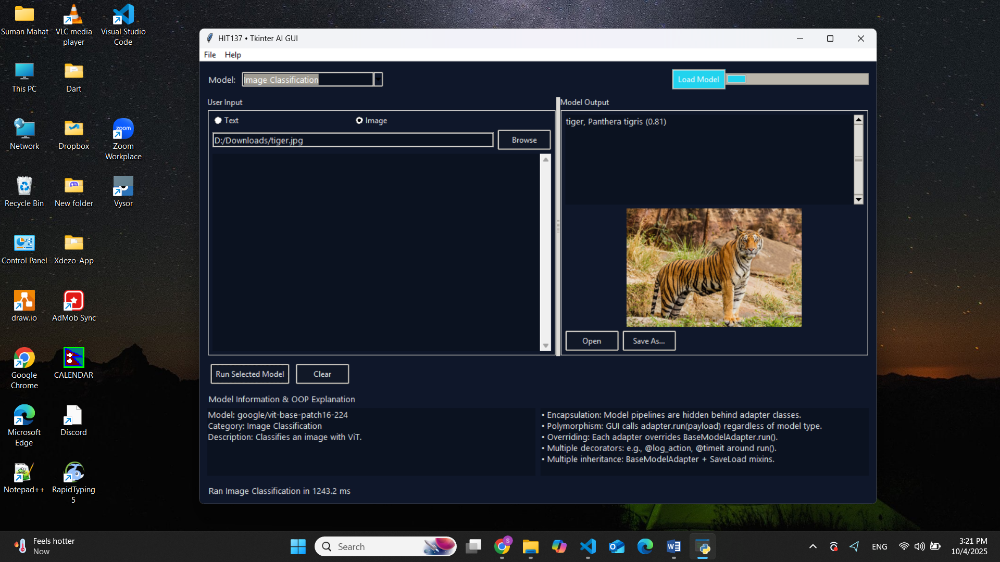 Suman Mahat
VLC media
player
Visual Studio
Code
This PC
Dart
Network
Dropbox
zoom
Zoom
Workplace
Recycle Bin
New folder
Vysor
Control Panel
Xdezo-App
draw.io
AdMob Sync
Google
Chrome
CALENDAR
Microsoft
Edge
Discord
Notepad++
RapidTyping
5
HIT137 • Tkinter AI GUI
File Help
Model: Image Classification
Load Model
User Input
Text Image
D:/Downloads/tiger.jpg Browse
Model Output
tiger, Panthera tigris (0.81)
Open Save As...
Run Selected Model Clear
Model Information & OOP Explanation
Model: google/vit-base-patch16-224
Category: Image Classification
Description: Classifies an image with ViT.
• Encapsulation: Model pipelines are hidden behind adapter classes.
• Polymorphism: GUI calls adapter.run(payload) regardless of model type.
• Overriding: Each adapter overrides BaseModelAdapter.run().
• Multiple decorators: e.g., @log_action, @timeit around run().
• Multiple inheritance: BaseModelAdapter + SaveLoad mixins.
Ran Image Classification in 1243.2 ms
Feels hotter
Now
Search
S
ENG
3:21 PM
10/4/2025